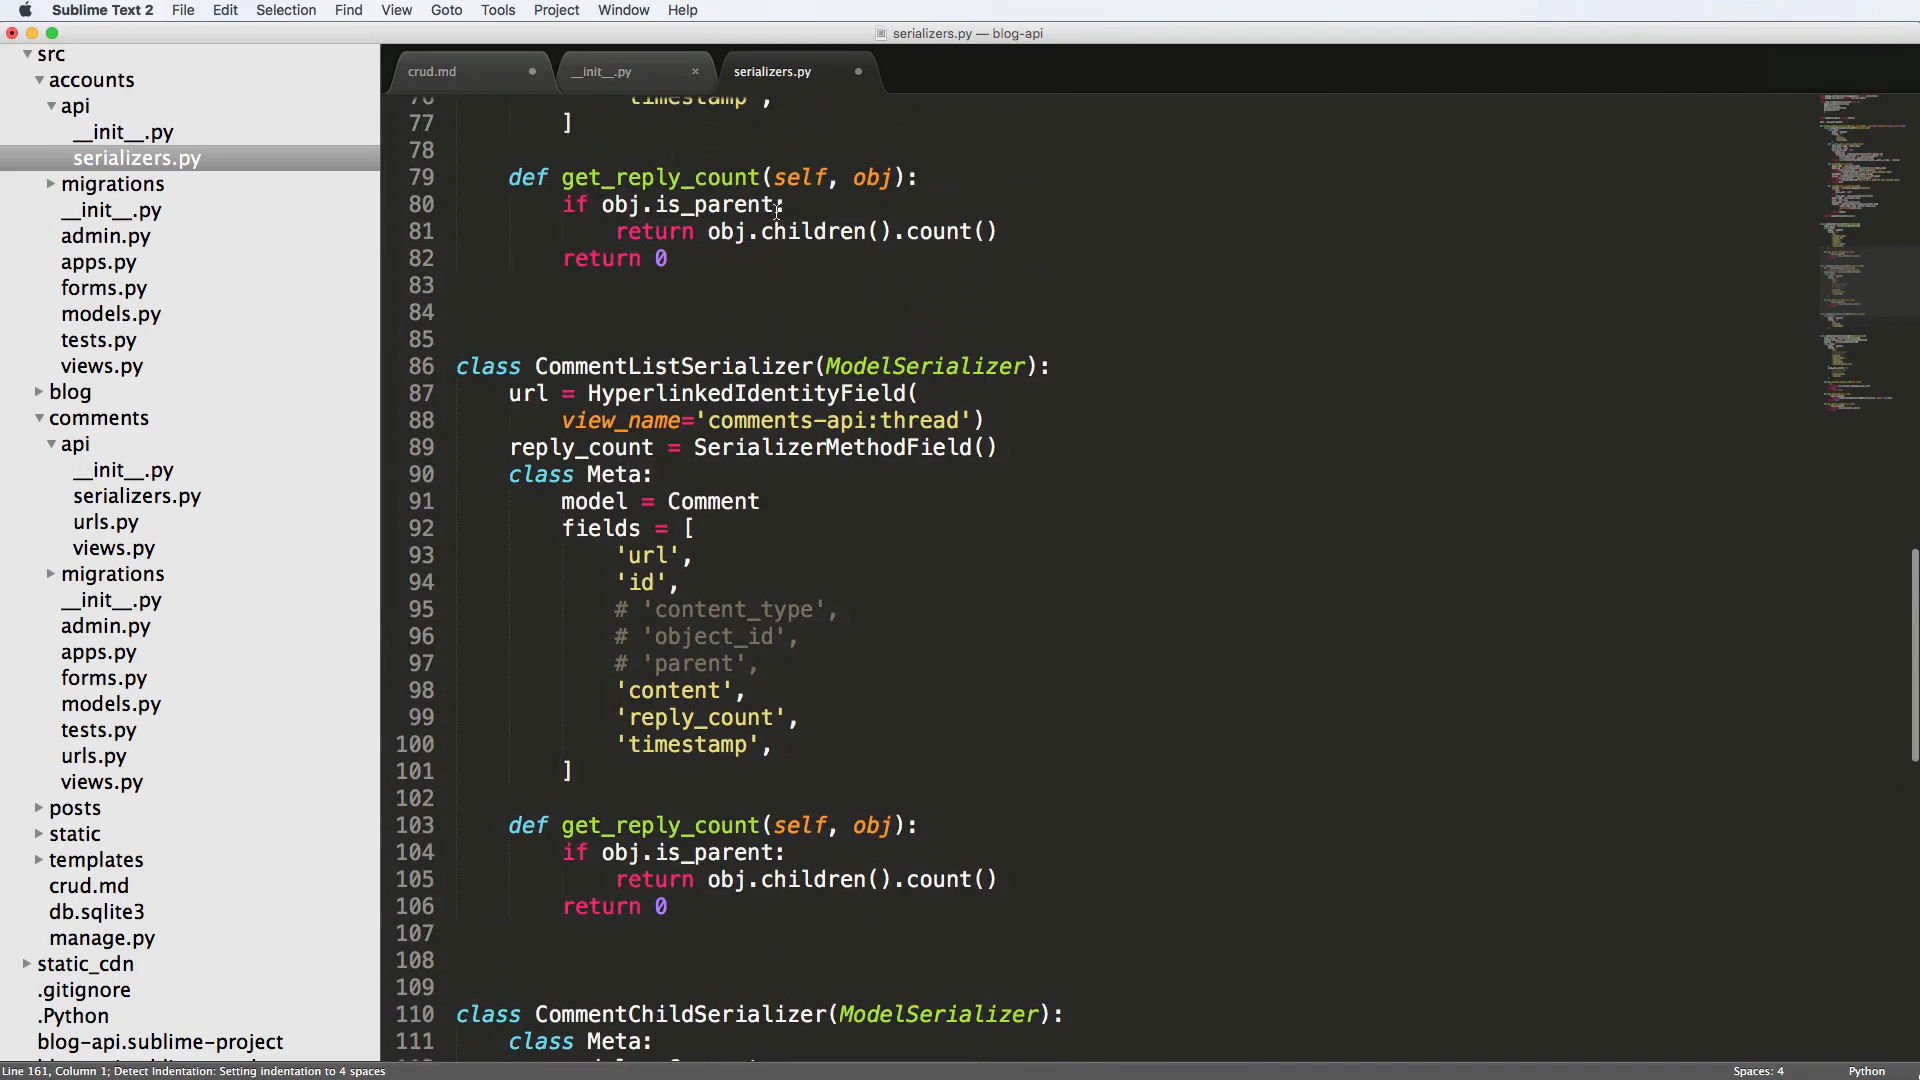 Sublime Text 2 File Edit Selection Find View Goto Tools Project Window Help
serializers.py — blog-api
src
accounts
api
__init__.py
serializers.py
migrations
__init__.py
admin.py
apps.py
forms.py
models.py
tests.py
views.py
blog
comments
api
__init__.py
serializers.py
urls.py
views.py
migrations
__init__.py
admin.py
apps.py
forms.py
models.py
tests.py
urls.py
views.py
posts
static
templates
crud.md
db.sqlite3
manage.py
static_cdn
.gitignore
.Python
blog-api.sublime-project
crud.md __init__.py serializers.py
76 'timestamp',
77 ]
78
79 def get_reply_count(self, obj):
80 if obj.is_parent:
81 return obj.children().count()
82 return 0
83
84
85
86 class CommentListSerializer(ModelSerializer):
87 url = HyperlinkedIdentityField(
88 view_name='comments-api:thread')
89 reply_count = SerializerMethodField()
90 class Meta:
91 model = Comment
92 fields = [
93 'url',
94 'id',
95 # 'content_type',
96 # 'object_id',
97 # 'parent',
98 'content',
99 'reply_count',
100 'timestamp',
101 ]
102
103 def get_reply_count(self, obj):
104 if obj.is_parent:
105 return obj.children().count()
106 return 0
107
108
109
110 class CommentChildSerializer(ModelSerializer):
111 class Meta:
Line 161, Column 1; Detect Indentation: Setting indentation to 4 spaces
Spaces: 4 Python